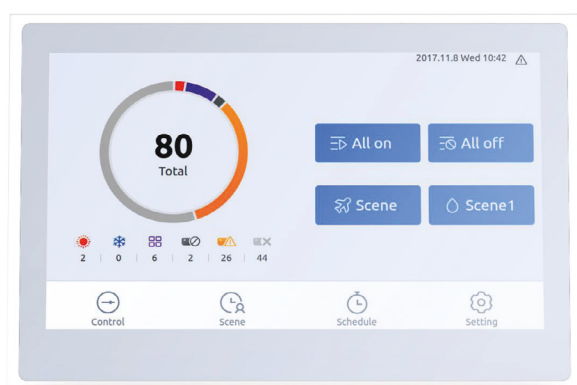 2017.11.8 Wed 10:42
80
Total
All on
All off
Scene
Scene1
2 0 6 2 26 44
Control
Scene
Schedule
Setting